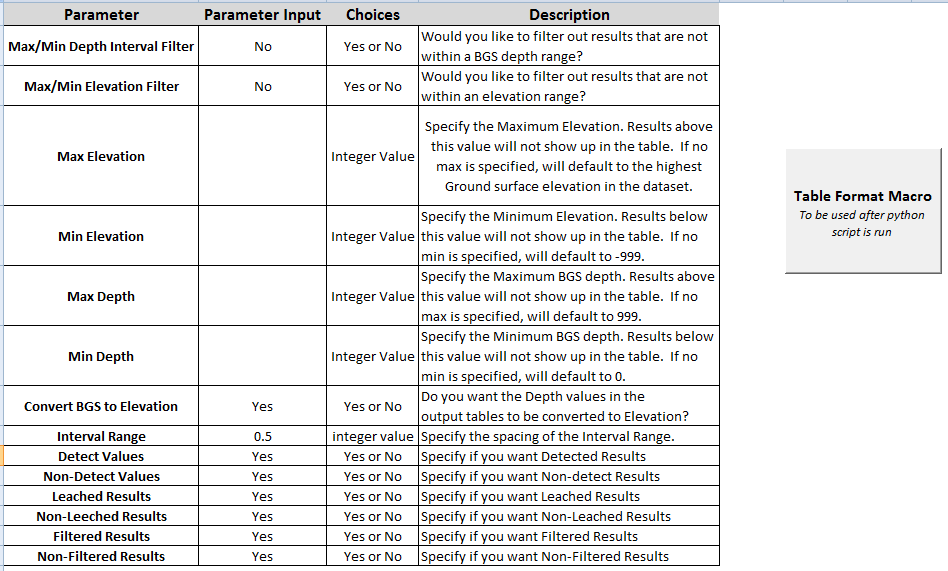 Parameter Parameter Input Choices Description
Max/Min Depth Interval Filter No Yes or No Would you like to filter out results that are not
within a BGS depth range?
Max/Min Elevation Filter No Yes or No Would you like to filter out results that are not
within an elevation range?
Max Elevation Integer Value Specify the Maximum Elevation. Results above
this value will not show up in the table. If no
max is specified, will default to the highest
Ground surface elevation in the dataset.
Min Elevation Integer Value Specify the Minimum Elevation. Results below
this value will not show up in the table. If no
min is specified, will default to -999.
Max Depth Integer Value Specify the Maximum BGS depth. Results above
this value will not show up in the table. If no
max is specified, will default to 999.
Min Depth Integer Value Specify the Minimum BGS depth. Results below
this value will not show up in the table. If no
min is specified, will default to 0.
Convert BGS to Elevation Yes Yes or No Do you want the Depth values in the
output tables to be converted to Elevation?
Interval Range 0.5 integer value Specify the spacing of the Interval Range.
Detect Values Yes Yes or No Specify if you want Detected Results
Non-Detect Values Yes Yes or No Specify if you want Non-detect Results
Leached Results Yes Yes or No Specify if you want Leached Results
Non-Leeched Results Yes Yes or No Specify if you want Non-Leached Results
Filtered Results Yes Yes or No Specify if you want Filtered Results
Non-Filtered Results Yes Yes or No Specify if you want Non-Filtered Results
Table Format Macro
To be used after python
script is run